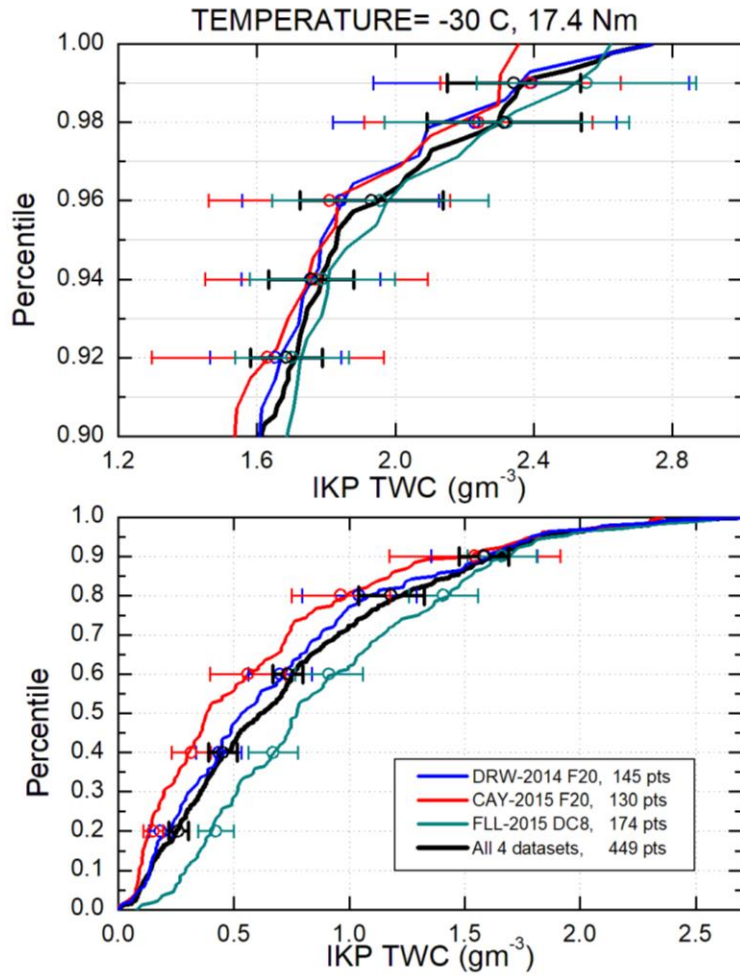 TEMPERATURE= -30 C, 17.4 Nm
1.00
0.98
0.96
0.94
0.92
0.90
Percentile
1.2 1.6 2.0 2.4 2.8
IKP TWC (gm-3)
1.0
0.9
0.8
0.7
0.6
0.5
0.4
0.3
0.2
0.1
0.0
Percentile
DRW-2014 F20, 145 pts
CAY-2015 F20, 130 pts
FLL-2015 DC8, 174 pts
All 4 datasets, 449 pts
0.0 0.5 1.0 1.5 2.0 2.5
IKP TWC (gm-3)